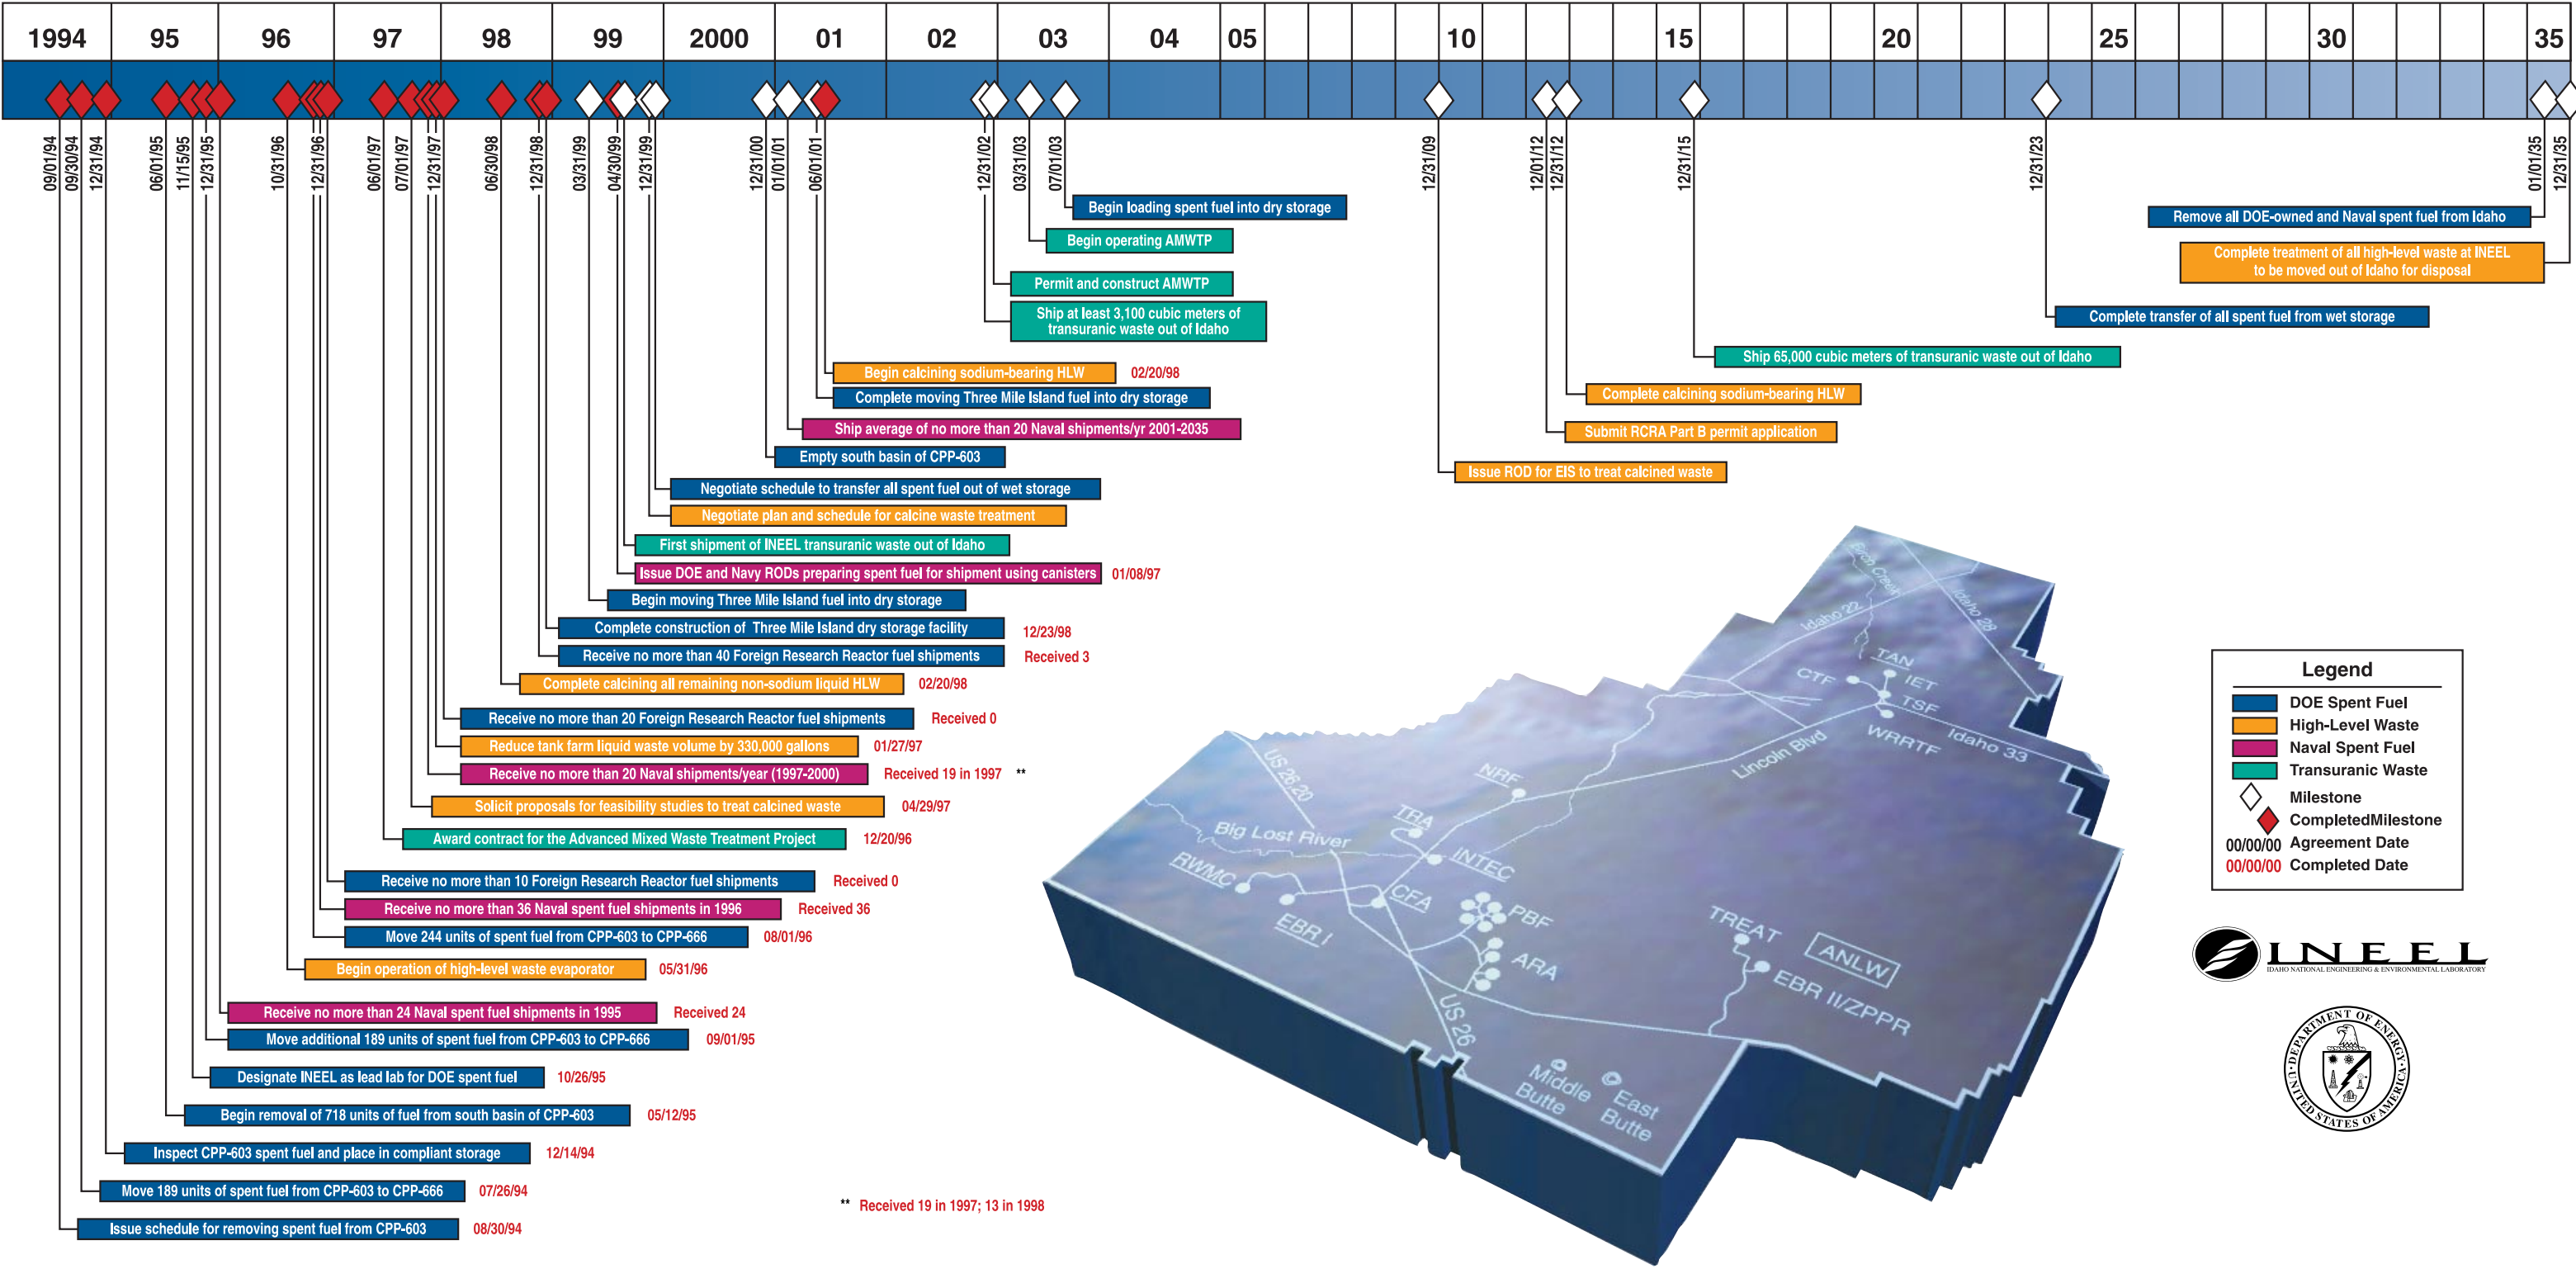 1994 95 96 97 98 99 2000 01 02 03 04 05 10 15 20 25 30 35
09/01/94
09/30/94
12/31/94
06/01/95
11/15/95
12/31/95
10/31/96
12/31/96
06/01/97
07/01/97
12/31/97
06/30/98
12/31/98
03/31/99
04/30/99
12/31/99
12/31/00
01/01/01
06/01/01
12/31/02
03/31/03
07/01/03
12/31/09
12/01/12
12/31/12
12/31/15
12/31/23
01/01/35
12/31/35
Begin loading spent fuel into dry storage
Begin operating AMWTP
Permit and construct AMWTP
Ship at least 3,100 cubic meters of
transuranic waste out of Idaho
Begin calcining sodium-bearing HLW 02/20/98
Complete moving Three Mile Island fuel into dry storage
Ship average of no more than 20 Naval shipments/yr 2001-2035
Empty south basin of CPP-603
Negotiate schedule to transfer all spent fuel out of wet storage
Negotiate plan and schedule for calcine waste treatment
First shipment of INEEL transuranic waste out of Idaho
Issue DOE and Navy RODs preparing spent fuel for shipment using canisters 01/08/97
Begin moving Three Mile Island fuel into dry storage
Complete construction of Three Mile Island dry storage facility 12/23/98
Receive no more than 40 Foreign Research Reactor fuel shipments Received 3
Complete calcining all remaining non-sodium liquid HLW 02/20/98
Receive no more than 20 Foreign Research Reactor fuel shipments Received 0
Reduce tank farm liquid waste volume by 330,000 gallons 01/27/97
Receive no more than 20 Naval shipments/year (1997-2000) Received 19 in 1997 **
Solicit proposals for feasibility studies to treat calcined waste 04/29/97
Award contract for the Advanced Mixed Waste Treatment Project 12/20/96
Receive no more than 10 Foreign Research Reactor fuel shipments Received 0
Receive no more than 36 Naval spent fuel shipments in 1996 Received 36
Move 244 units of spent fuel from CPP-603 to CPP-666 08/01/96
Begin operation of high-level waste evaporator 05/31/96
Receive no more than 24 Naval spent fuel shipments in 1995 Received 24
Move additional 189 units of spent fuel from CPP-603 to CPP-666 09/01/95
Designate INEEL as lead lab for DOE spent fuel 10/26/95
Begin removal of 718 units of fuel from south basin of CPP-603 05/12/95
Inspect CPP-603 spent fuel and place in compliant storage 12/14/94
Move 189 units of spent fuel from CPP-603 to CPP-666 07/26/94
Issue schedule for removing spent fuel from CPP-603 08/30/94
** Received 19 in 1997; 13 in 1998
Remove all DOE-owned and Naval spent fuel from Idaho
Complete treatment of all high-level waste at INEEL
to be moved out of Idaho for disposal
Complete transfer of all spent fuel from wet storage
Ship 65,000 cubic meters of transuranic waste out of Idaho
Complete calcining sodium-bearing HLW
Submit RCRA Part B permit application
Issue ROD for EIS to treat calcined waste
Birch Creek
Idaho 22
Idaho 28
TAN
CTF
IET
TSF
WRRTF
Idaho 33
Lincoln Blvd
US 26,20
NRF
TRA
Big Lost River
INTEC
RWMC
CFA
EBR I
PBF
ARA
TREAT
ANLW
EBR II/ZPPR
US 26
Middle
Butte
East
Butte
Legend
DOE Spent Fuel
High-Level Waste
Naval Spent Fuel
Transuranic Waste
Milestone
CompletedMilestone
00/00/00 Agreement Date
00/00/00 Completed Date
INEEL
IDAHO NATIONAL ENGINEERING & ENVIRONMENTAL LABORATORY
DEPARTMENT OF ENERGY
UNITED STATES OF AMERICA